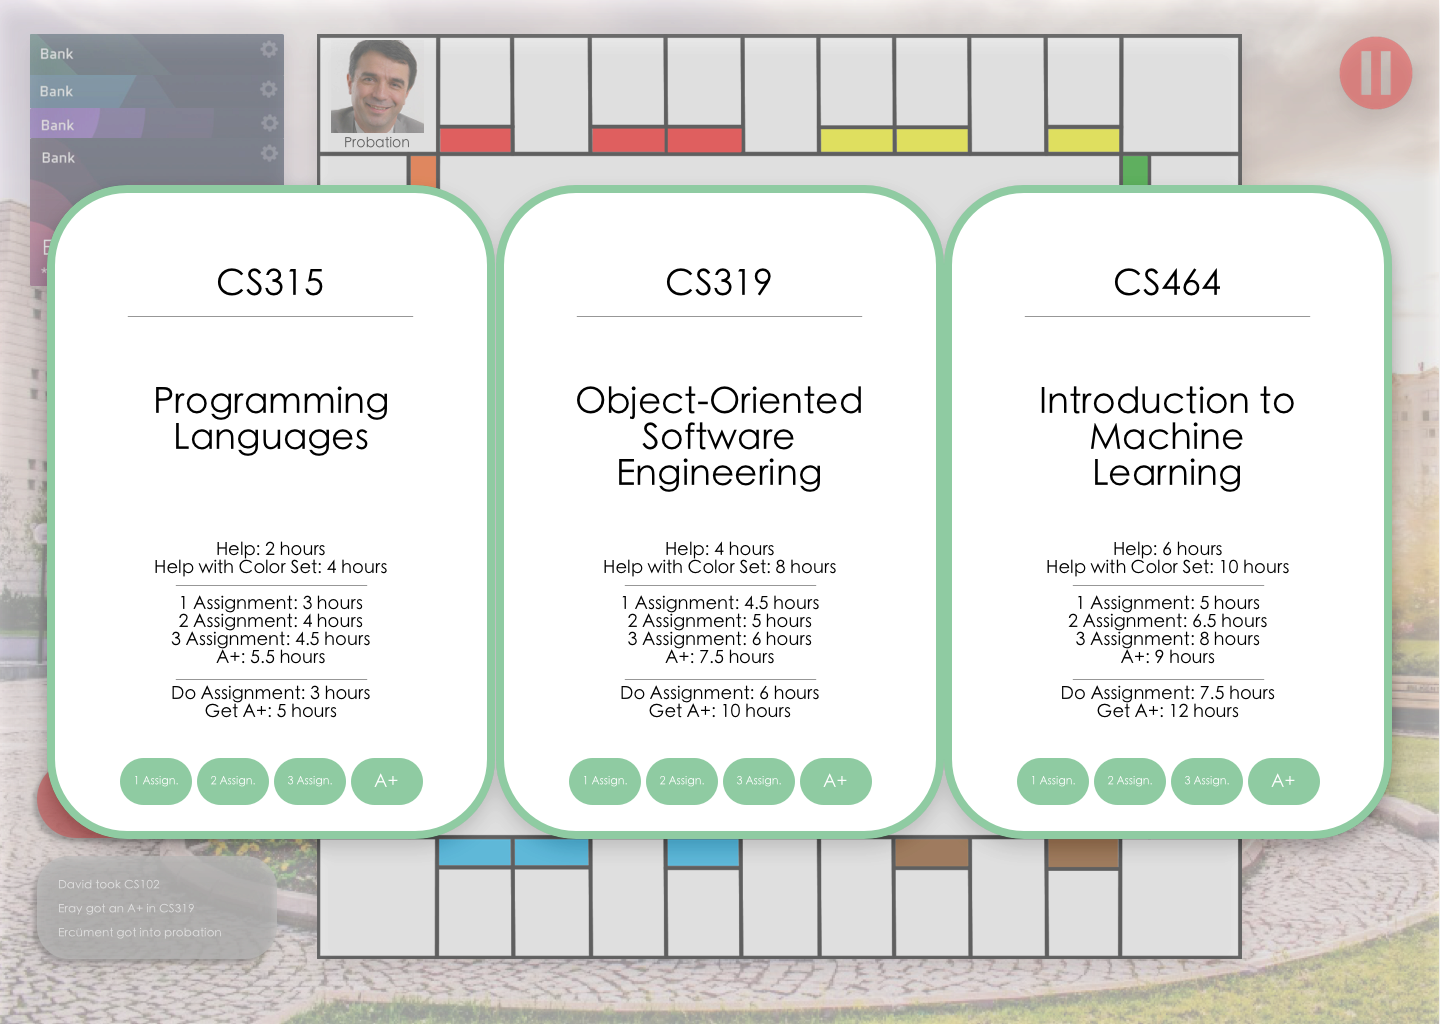 Bank
Bank
Bank
Bank
Probation
CS315
Programming
Languages
Help: 2 hours
Help with Color Set: 4 hours
1 Assignment: 3 hours
2 Assignment: 4 hours
3 Assignment: 4.5 hours
A+: 5.5 hours
Do Assignment: 3 hours
Get A+: 5 hours
1 Assign.
2 Assign.
3 Assign.
A+
CS319
Object-Oriented
Software
Engineering
Help: 4 hours
Help with Color Set: 8 hours
1 Assignment: 4.5 hours
2 Assignment: 5 hours
3 Assignment: 6 hours
A+: 7.5 hours
Do Assignment: 6 hours
Get A+: 10 hours
1 Assign.
2 Assign.
3 Assign.
A+
CS464
Introduction to
Machine
Learning
Help: 6 hours
Help with Color Set: 10 hours
1 Assignment: 5 hours
2 Assignment: 6.5 hours
3 Assignment: 8 hours
A+: 9 hours
Do Assignment: 7.5 hours
Get A+: 12 hours
1 Assign.
2 Assign.
3 Assign.
A+
David took CS102
Eray got an A+ in CS319
Ercüment got into probation